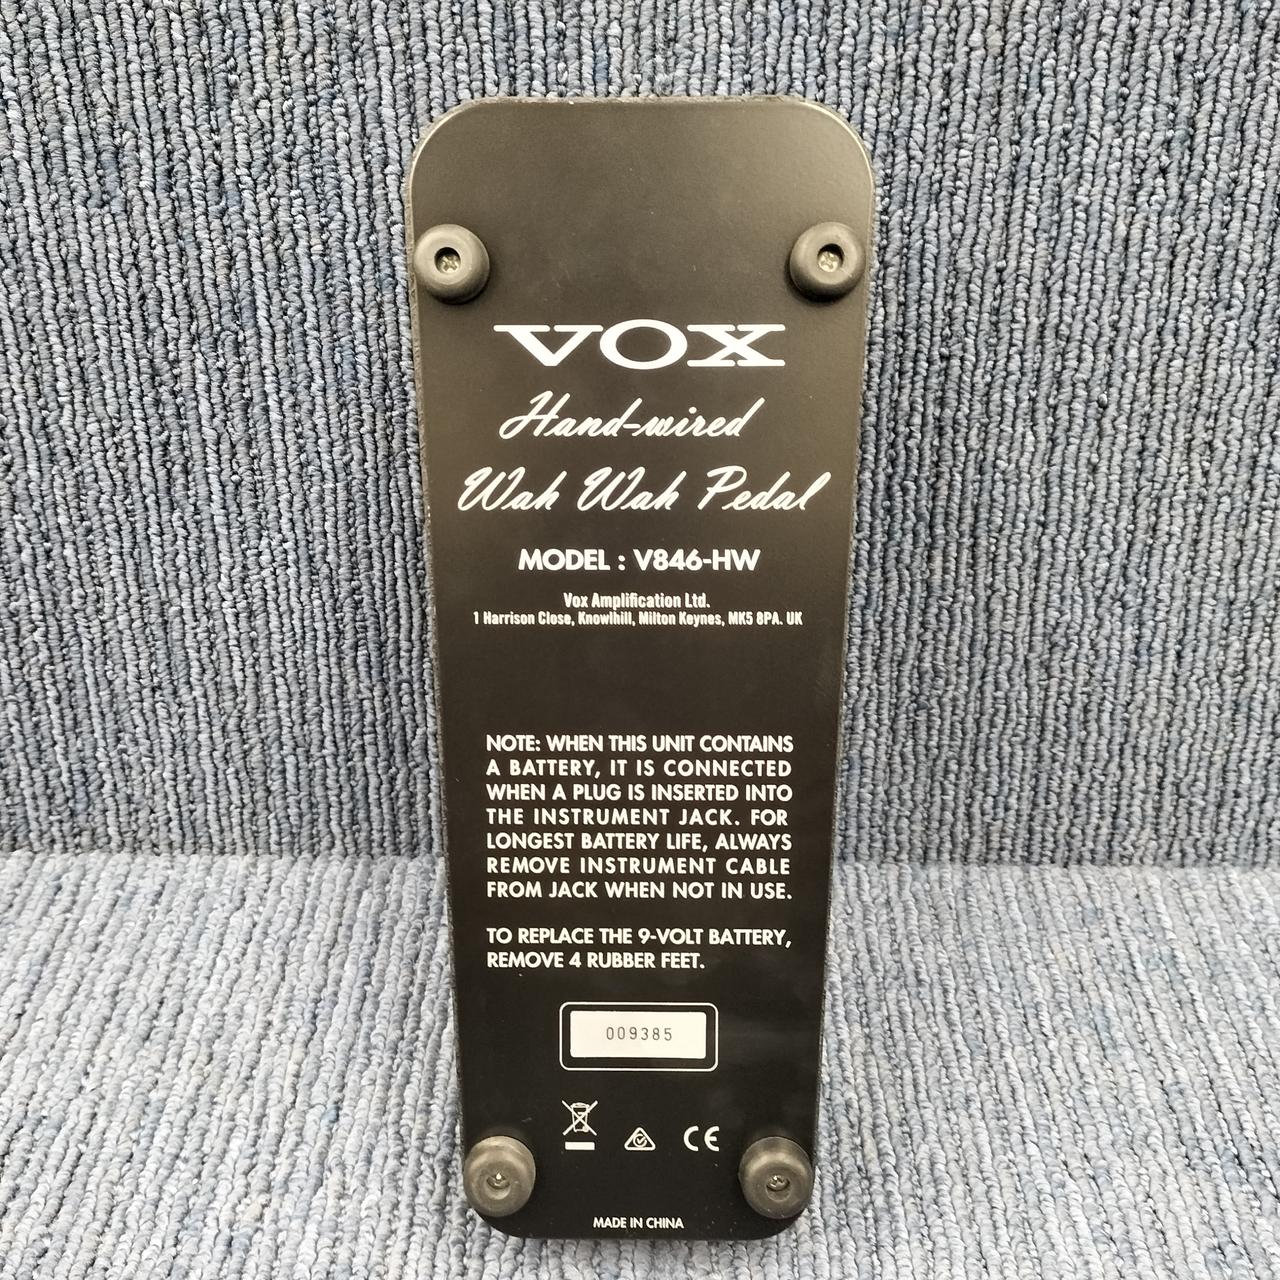 VOX
Hand-wired
Wah Wah Pedal
MODEL : V846-HW
Vox Amplification Ltd.
1 Harrison Close, Knowlhill, Milton Keynes, MK5 8PA. UK
NOTE: WHEN THIS UNIT CONTAINS
A BATTERY, IT IS CONNECTED
WHEN A PLUG IS INSERTED INTO
THE INSTRUMENT JACK. FOR
LONGEST BATTERY LIFE, ALWAYS
REMOVE INSTRUMENT CABLE
FROM JACK WHEN NOT IN USE.
TO REPLACE THE 9-VOLT BATTERY,
REMOVE 4 RUBBER FEET.
009385
CE
MADE IN CHINA